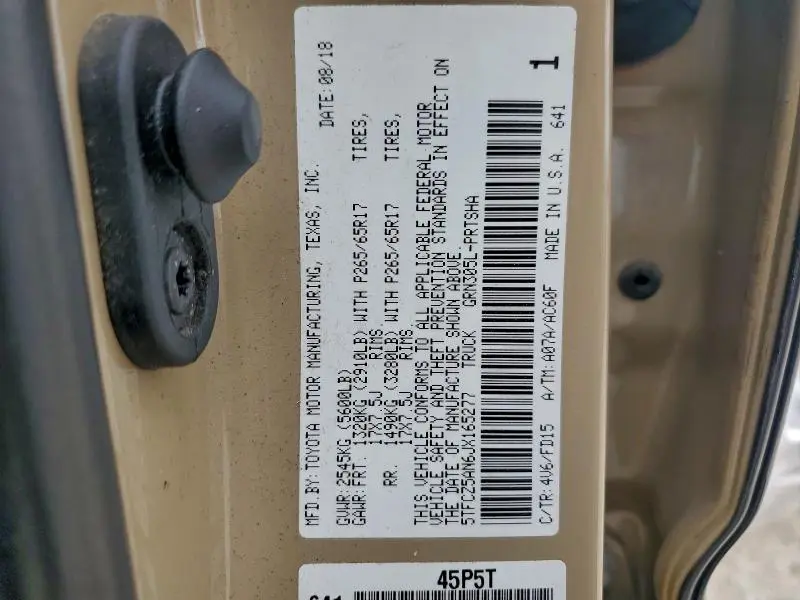 MFD.BY: TOYOTA MOTOR MANUFACTURING, TEXAS, INC. DATE: 08/18
GVWR: 2545KG (5600LB)
GAWR: FRT. 1320KG (2910LB) WITH P265/65R17 TIRES,
17X7.5J RIMS.
RR. 1490KG (3280LB) WITH P265/65R17 TIRES,
17X7.5J RIMS.
THIS VEHICLE CONFORMS TO ALL APPLICABLE FEDERAL MOTOR
VEHICLE SAFETY AND THEFT PREVENTION STANDARDS IN EFFECT ON
THE DATE OF MANUFACTURE SHOWN ABOVE.
5TFCZ5AN6JX165277 TRUCK GRN305L-PRTSHA
C/TR: 4V6/FD15 A/TM: A07A/AC60F MADE IN U.S.A. 641
1
45P5T
641